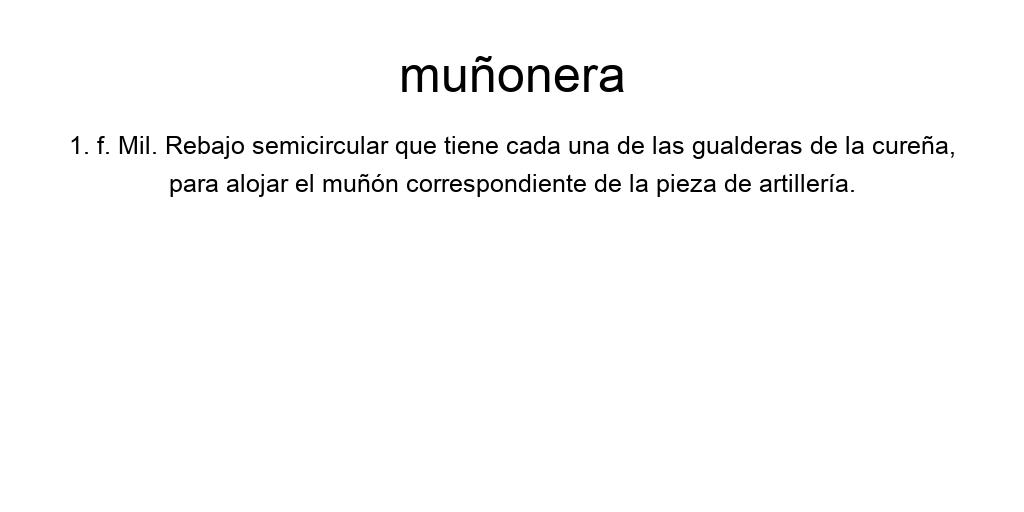 muñonera
1. f. Mil. Rebajo semicircular que tiene cada una de las gualderas de la cureña,
para alojar el muñón correspondiente de la pieza de artillería.